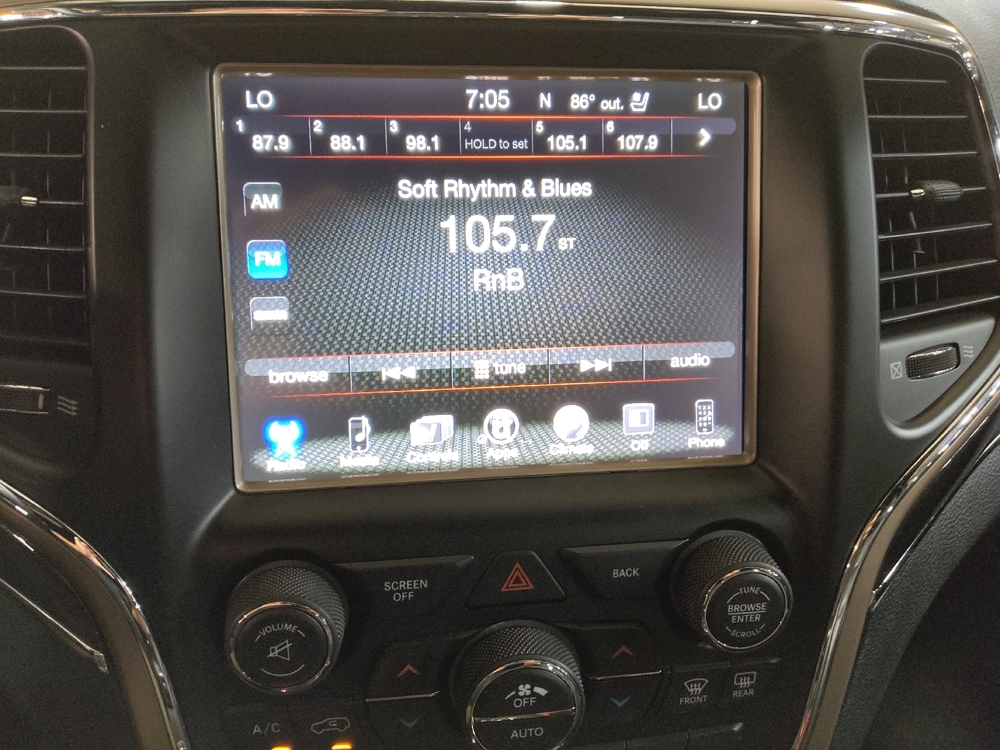 LO 7:05 N 86° out. LO
1 87.9 2 88.1 3 98.1 4 HOLD to set 5 105.1 6 107.9
Soft Rhythm & Blues
AM
105.7 ST
FM
RnB
browse tune audio
Radio Media Controls Apps Climate Phone
SCREEN
OFF
BACK
VOLUME
TUNE
BROWSE
ENTER
SCROLL
OFF
AUTO
FRONT
REAR
A/C